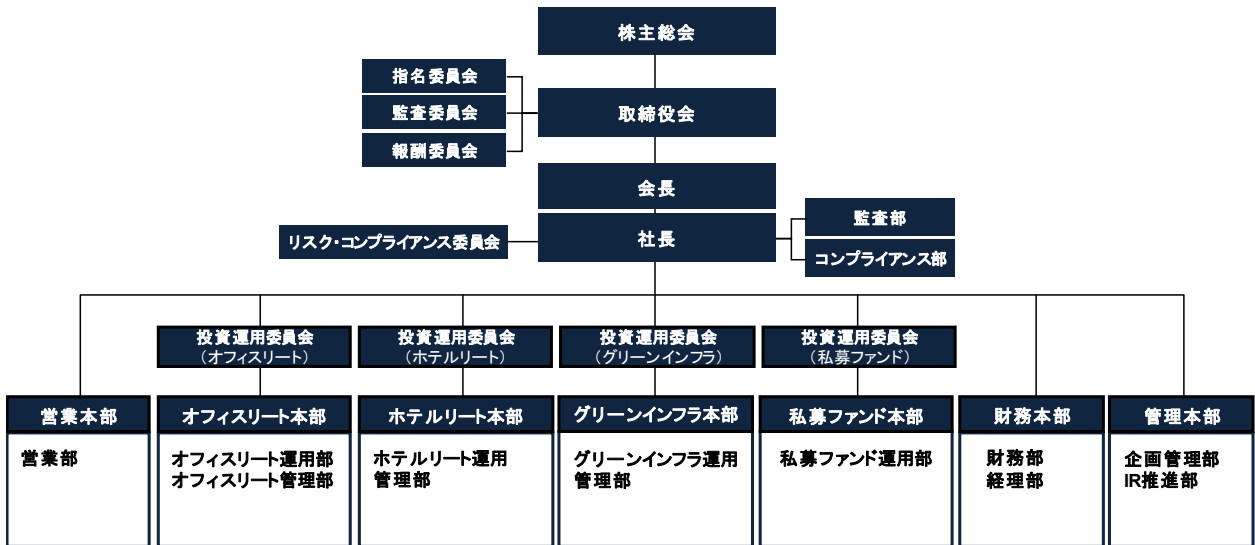 株主総会
指名委員会
監査委員会
報酬委員会
取締役会
会長
社長
リスク・コンプライアンス委員会
監査部
コンプライアンス部
投資運用委員会
（オフィスリート）
投資運用委員会
（ホテルリート）
投資運用委員会
（グリーンインフラ）
投資運用委員会
（私募ファンド）
営業本部
営業部
オフィスリート本部
オフィスリート運用部
オフィスリート管理部
ホテルリート本部
ホテルリート運用
管理部
グリーンインフラ本部
グリーンインフラ運用
管理部
私募ファンド本部
私募ファンド運用部
財務本部
財務部
経理部
管理本部
企画管理部
IR推進部